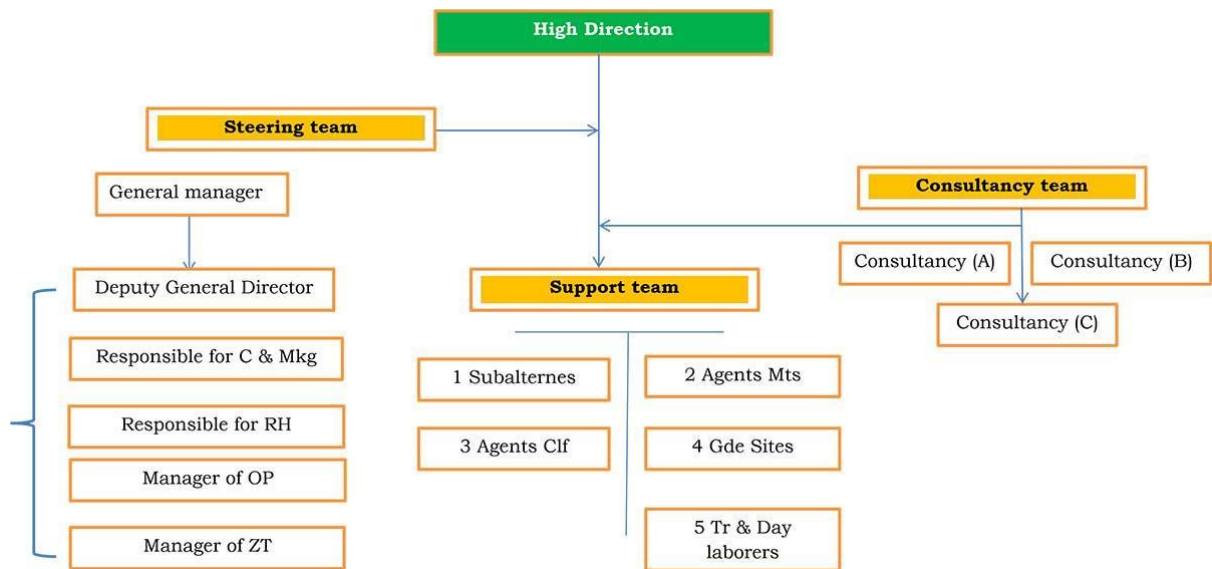 High Direction
Steering team
General manager
Consultancy team
Consultancy (A)
Consultancy (B)
Deputy General Director
Support team
Consultancy (C)
Responsible for C & Mkg
1 Subalternes
2 Agents Mts
Responsible for RH
3 Agents Clf
4 Gde Sites
Manager of OP
Manager of ZT
5 Tr & Day
laborers